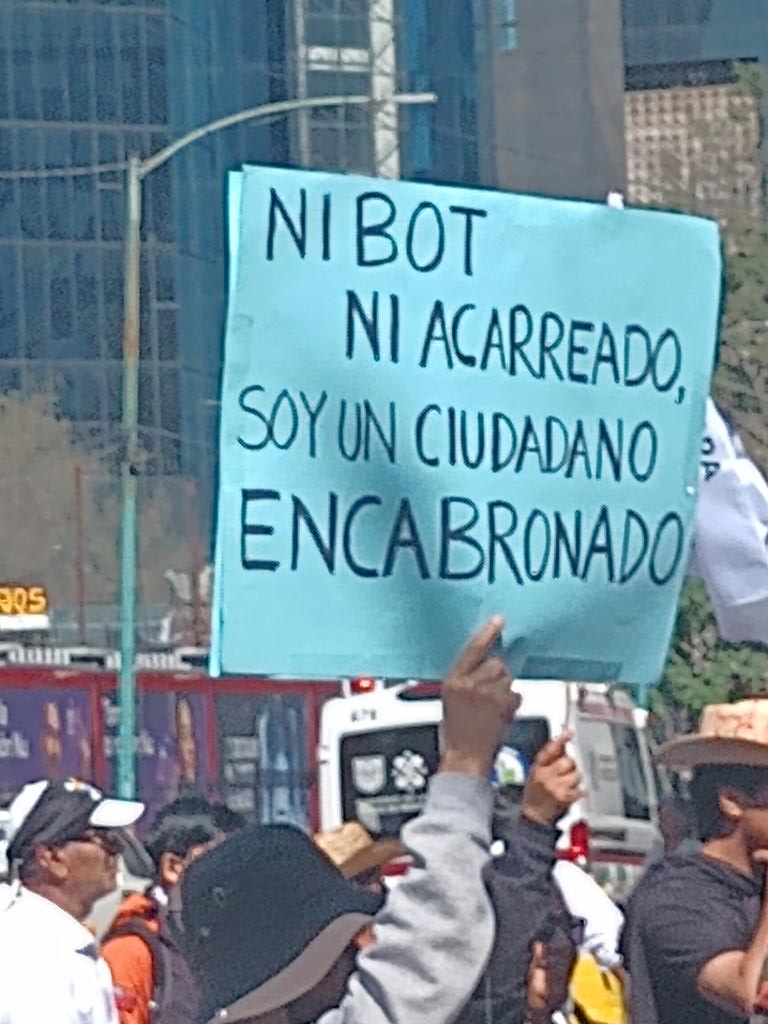 NI BOT
NI ACARREADO,
SOY UN CIUDADANO
ENCABRONADO